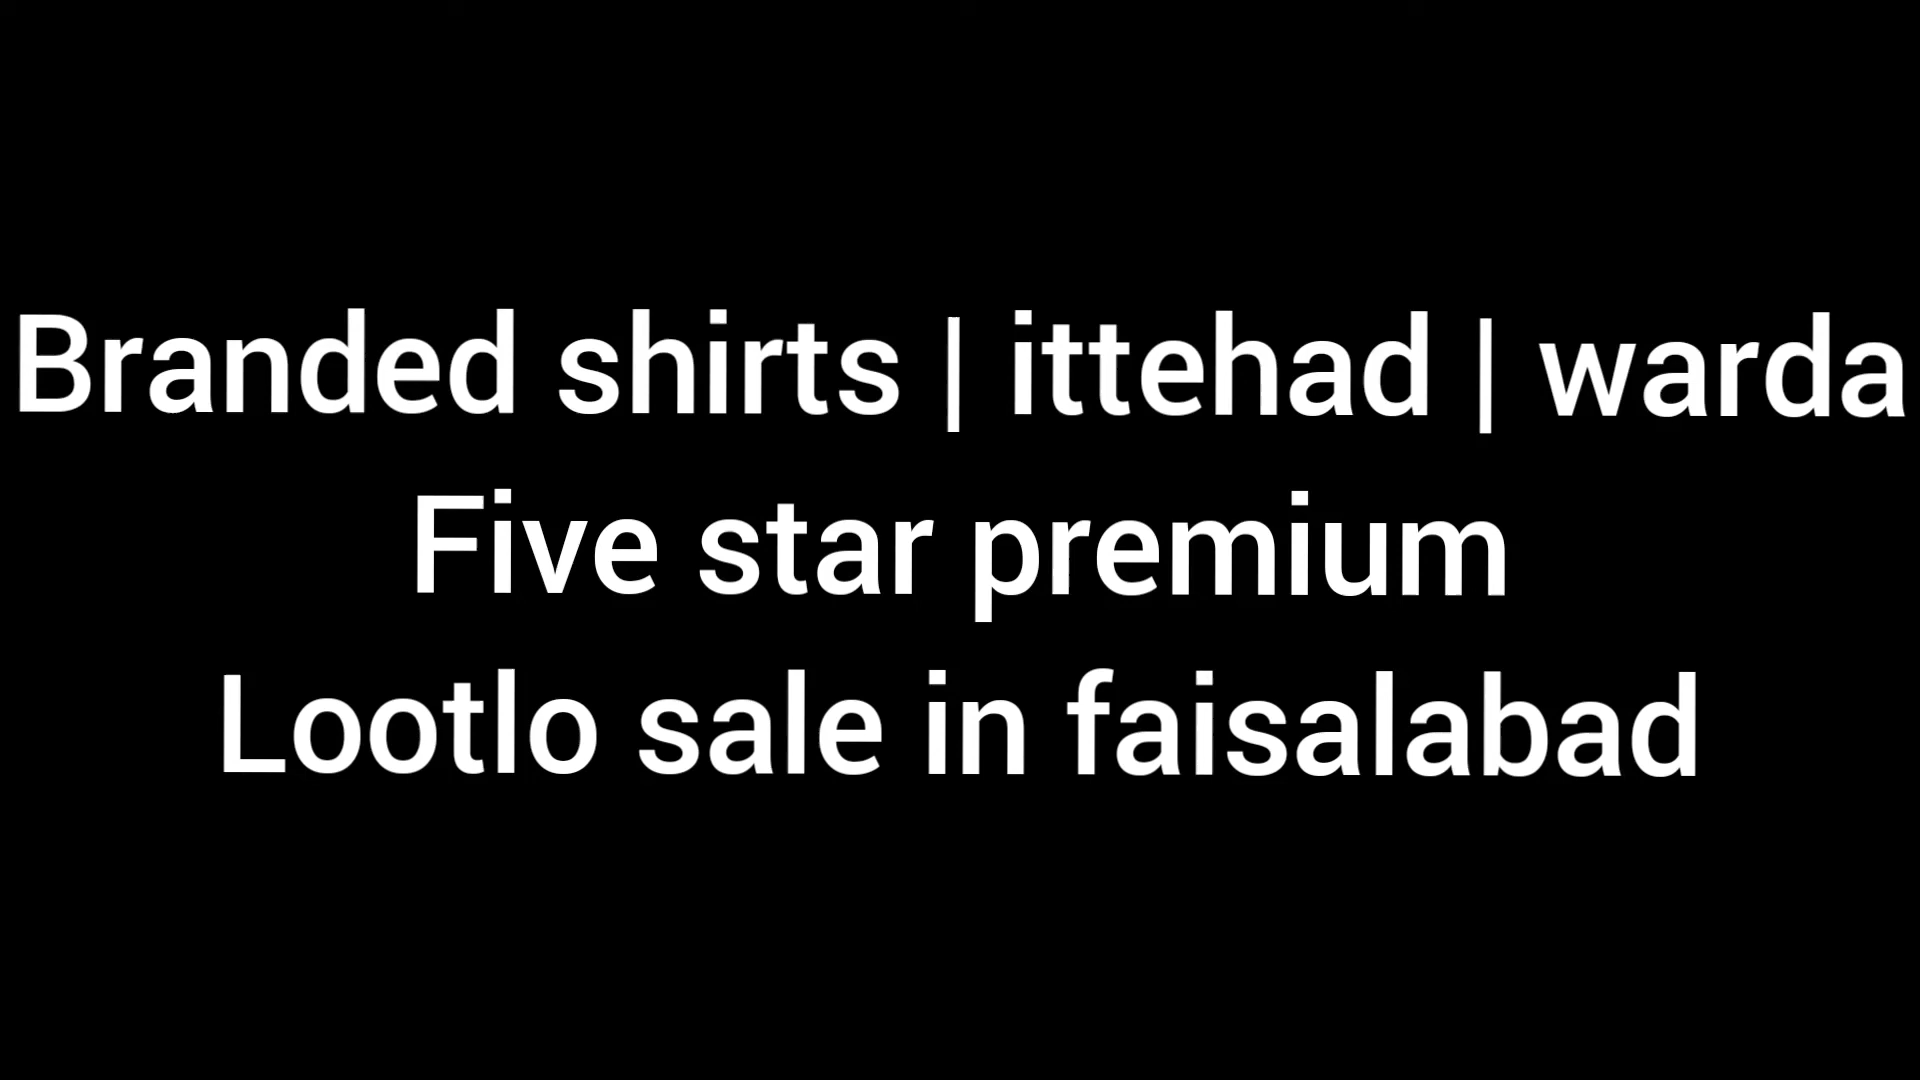 Branded shirts | ittehad | warda
Five star premium
Lootlo sale in faisalabad